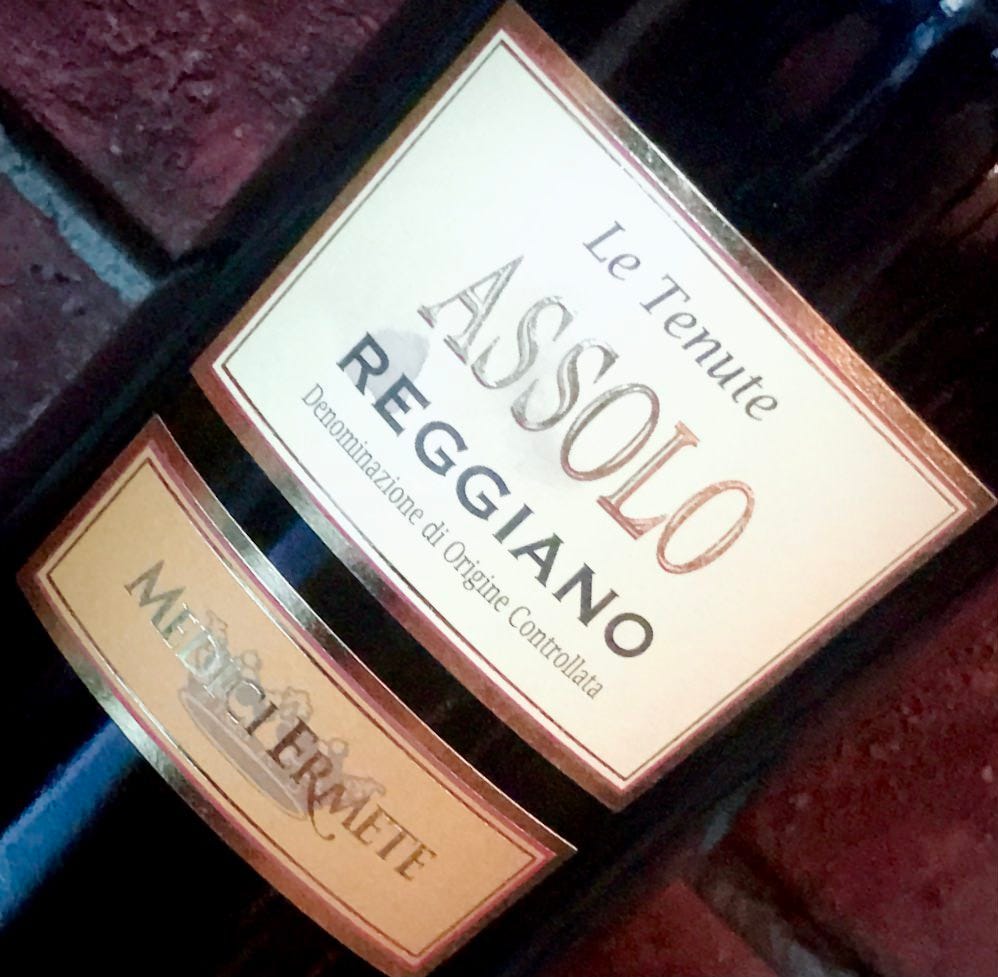 Le Tenute
ASSOLO
REGGIANO
Denominazione di Origine Controllata
MEDICI ERMETE